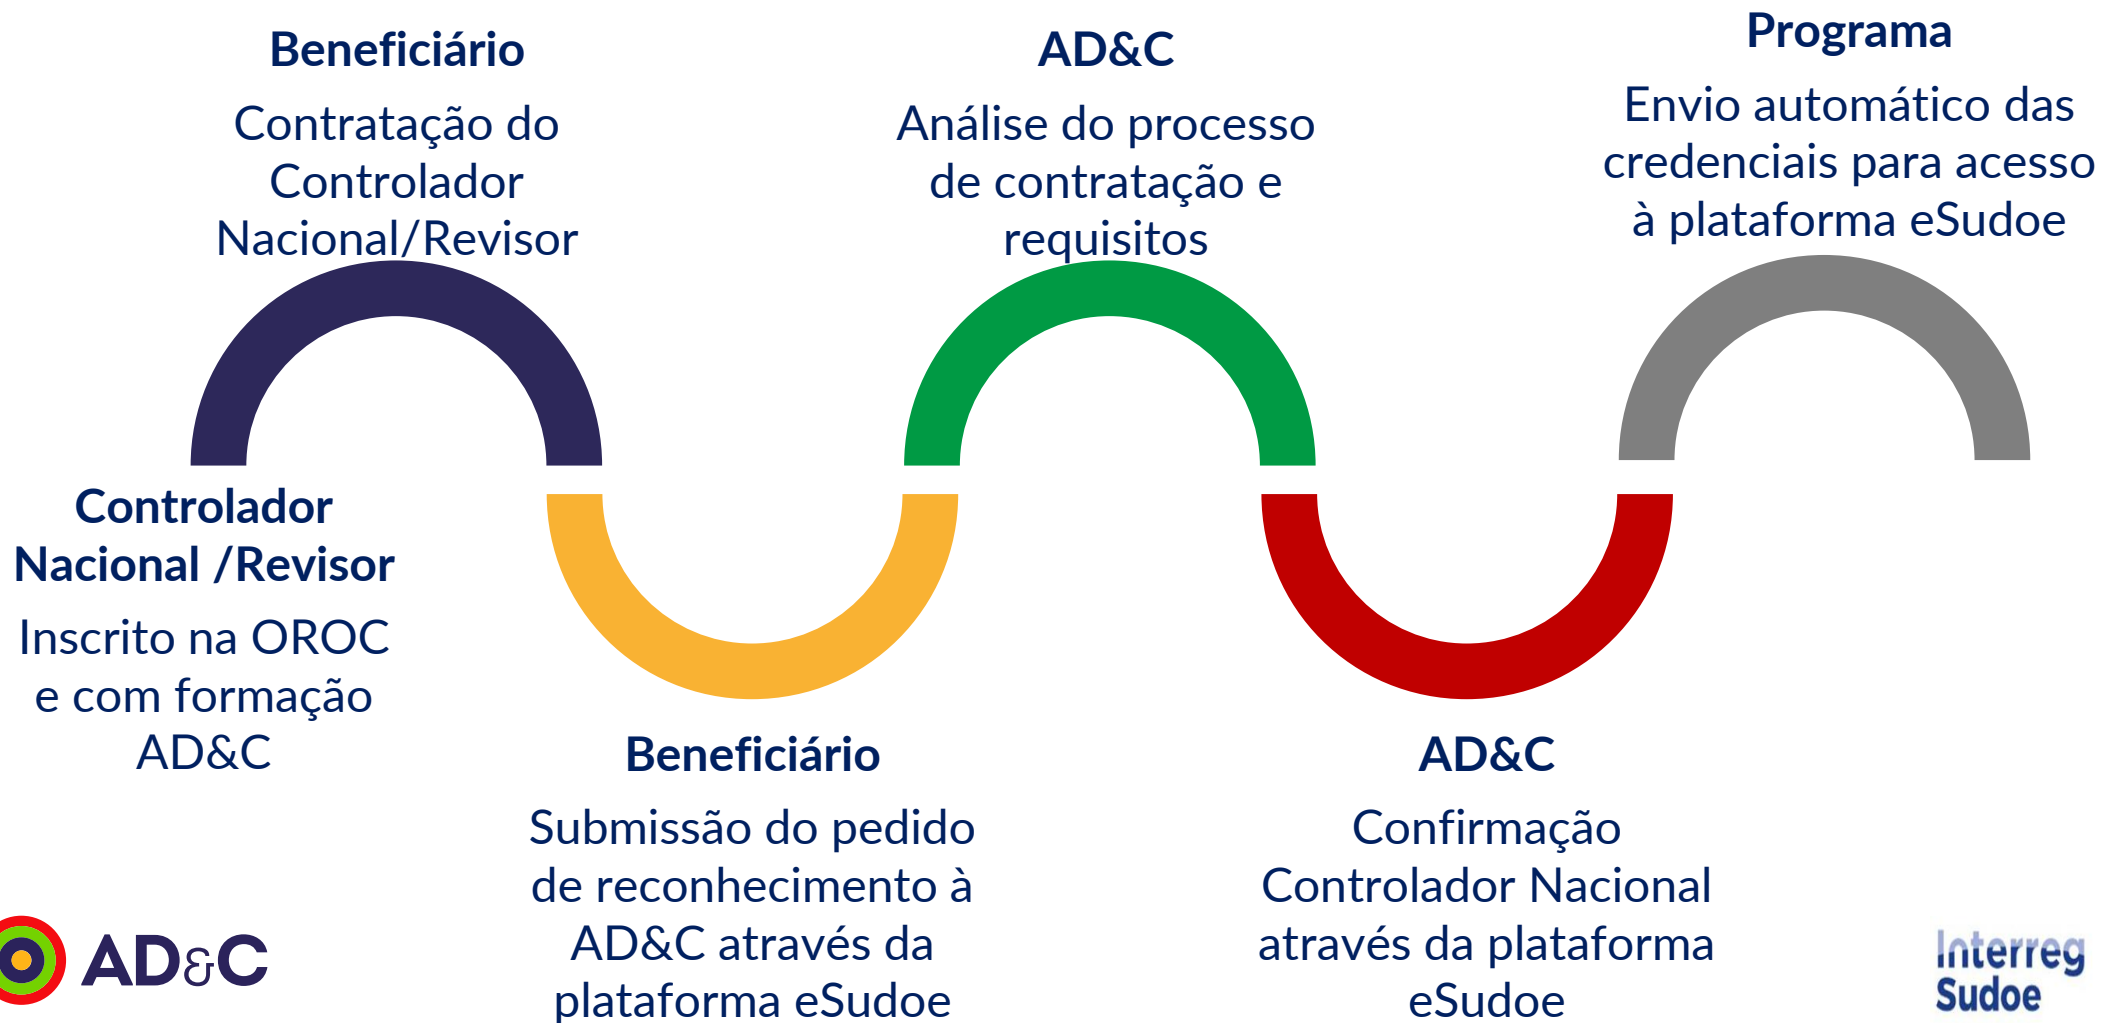 Controlador
Nacional /Revisor
Inscrito na OROC
e com formação
AD&C
Beneficiário
Contratação do
Controlador
Nacional/Revisor
Beneficiário
Submissão do pedido
de reconhecimento à
AD&C através da
plataforma eSudoe
AD&C
Análise do processo
de contratação e
requisitos
AD&C
Confirmação
Controlador Nacional
através da plataforma
eSudoe
Programa
Envio automático das
credenciais para acesso
à plataforma eSudoe
AD&C
Interreg
Sudoe